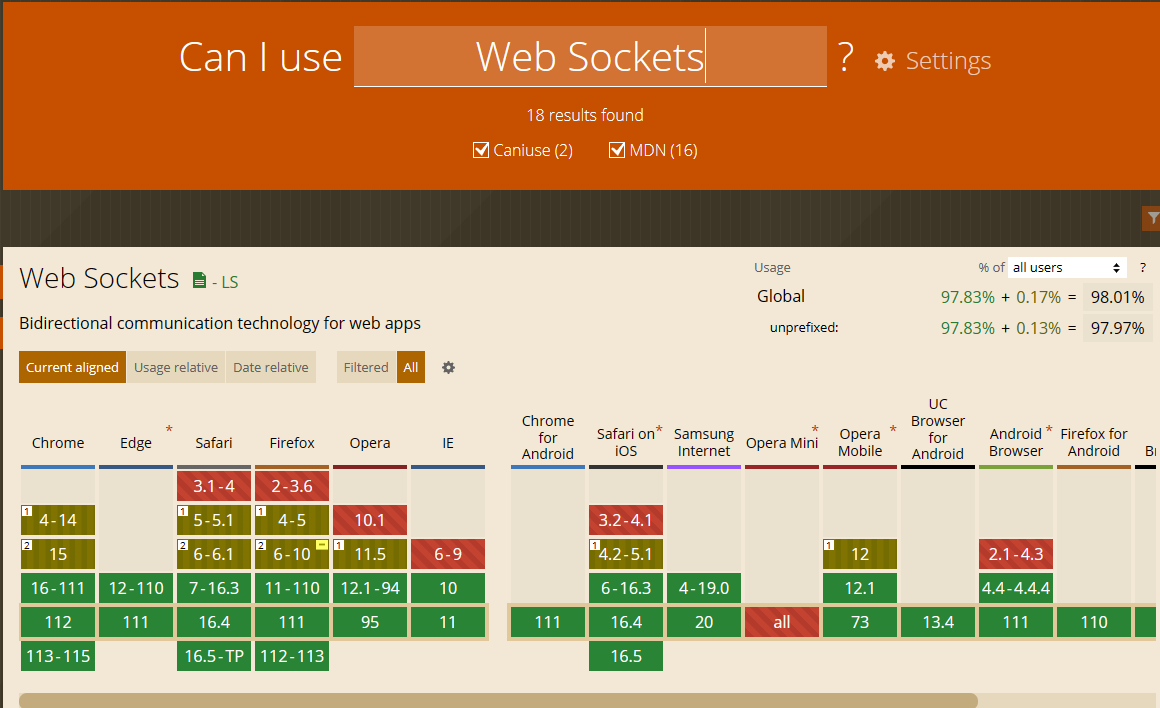 Can I use Web Sockets ? Settings
18 results found
Caniuse (2) MDN (16)
Web Sockets - LS
Usage % of all users ?
Global 97.83% + 0.17% = 98.01%
unprefixed: 97.83% + 0.13% = 97.97%
Bidirectional communication technology for web apps
Current aligned Usage relative Date relative Filtered All
Chrome Edge * Safari Firefox Opera IE
Chrome for Android Safari on iOS * Samsung Internet Opera Mini * Opera Mobile * UC Browser for Android Android Browser * Firefox for Android
3.1-4 2-3.6
1 4-14 1 5-5.1 1 4-5 10.1 3.2-4.1
2 15 2 6-6.1 2 6-10 1 11.5 6-9 1 4.2-5.1 1 12 2.1-4.3
16-111 12-110 7-16.3 11-110 12.1-94 10 6-16.3 4-19.0 12.1 4.4-4.4.4
112 111 16.4 111 95 11 111 16.4 20 all 73 13.4 111 110
113-115 16.5-TP 112-113 16.5